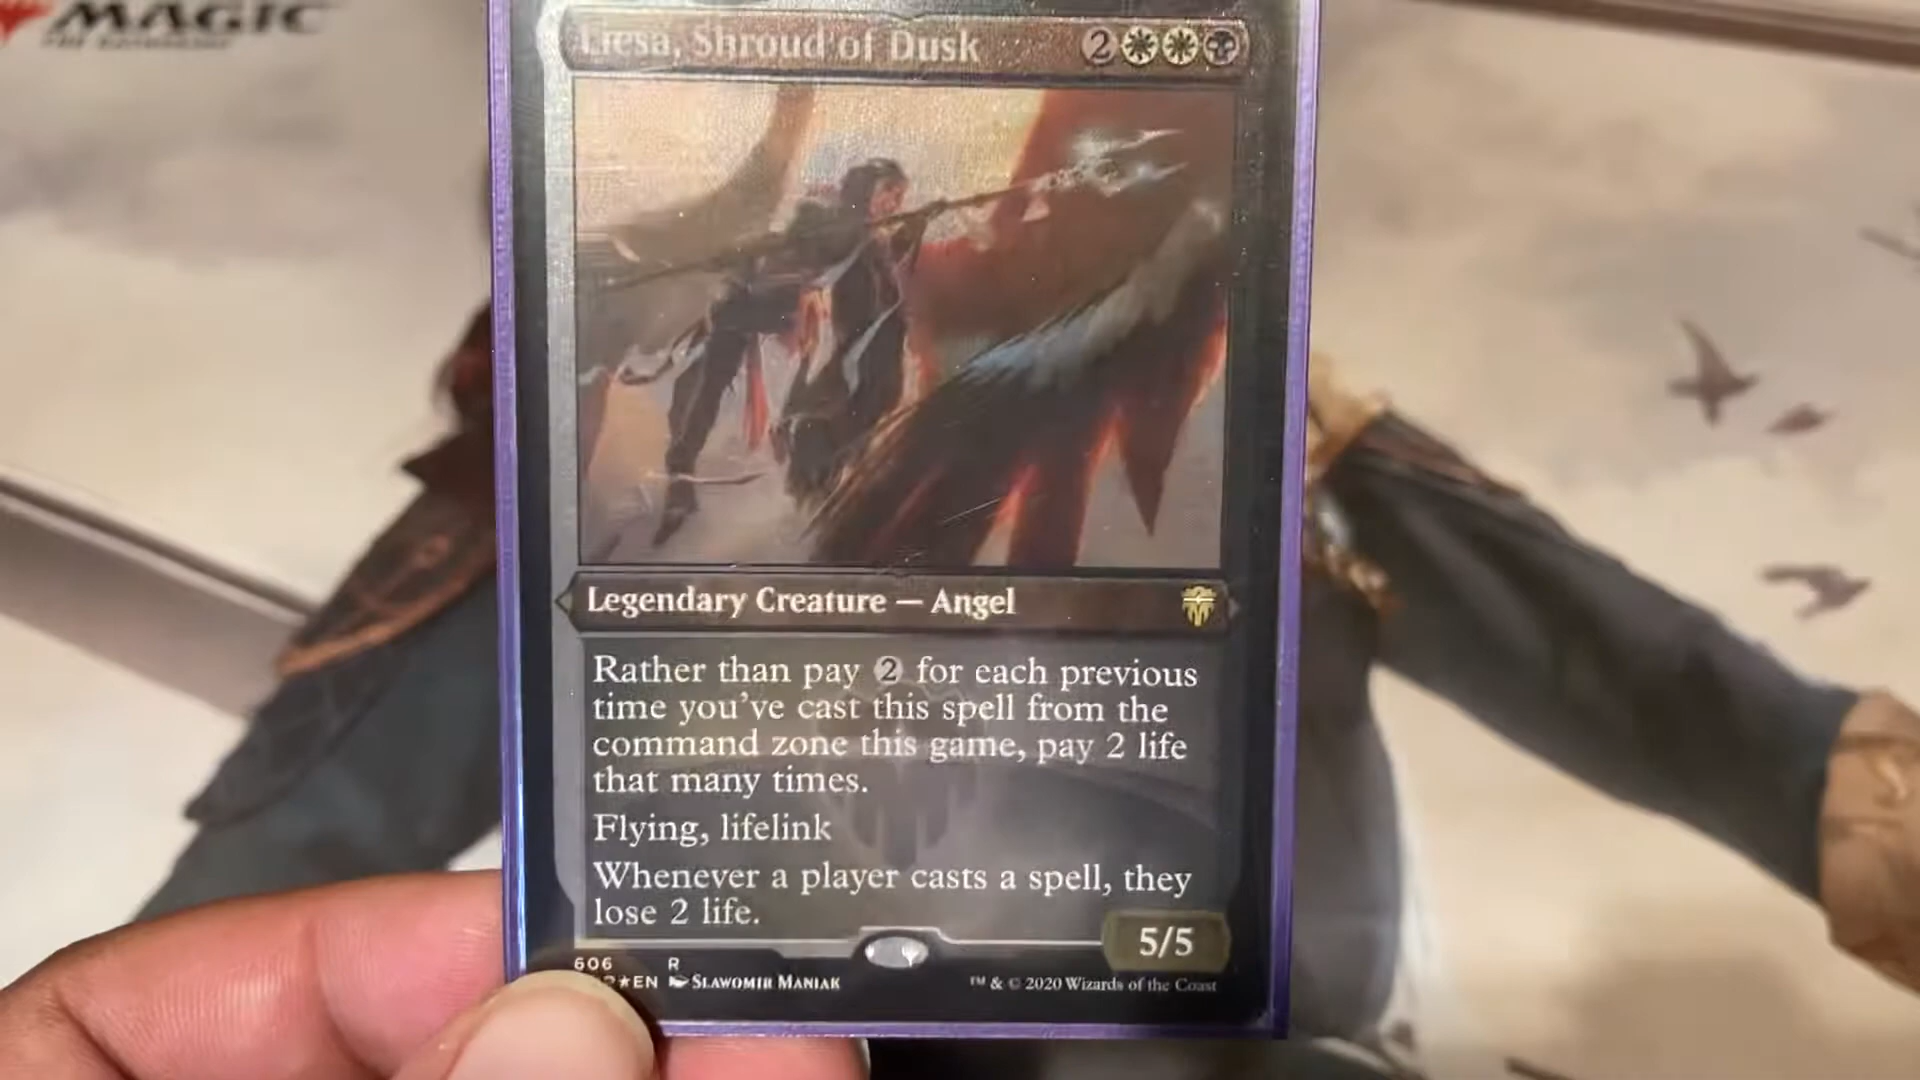 MAGIC
THE GATHERING
Liesa, Shroud of Dusk 2
Legendary Creature — Angel
Rather than pay 2 for each previous
time you've cast this spell from the
command zone this game, pay 2 life
that many times.
Flying, lifelink
Whenever a player casts a spell, they
lose 2 life.
5/5
606 R
★EN SLAWOMIR MANIAK
™ & © 2020 Wizards of the Coast